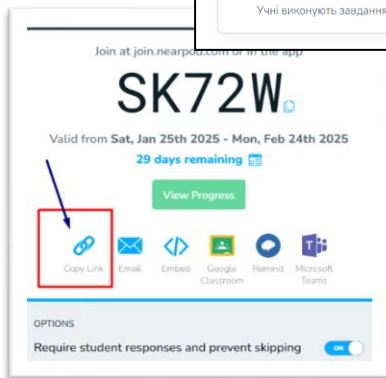 Учні виконують завдання
Join at join.nearpod.com or in the app
SK72W
Valid from Sat, Jan 25th 2025 - Mon, Feb 24th 2025
29 days remaining
View Progress
Copy Link Email Embed Google Classroom Remind Microsoft Teams
OPTIONS
Require student responses and prevent skipping ON